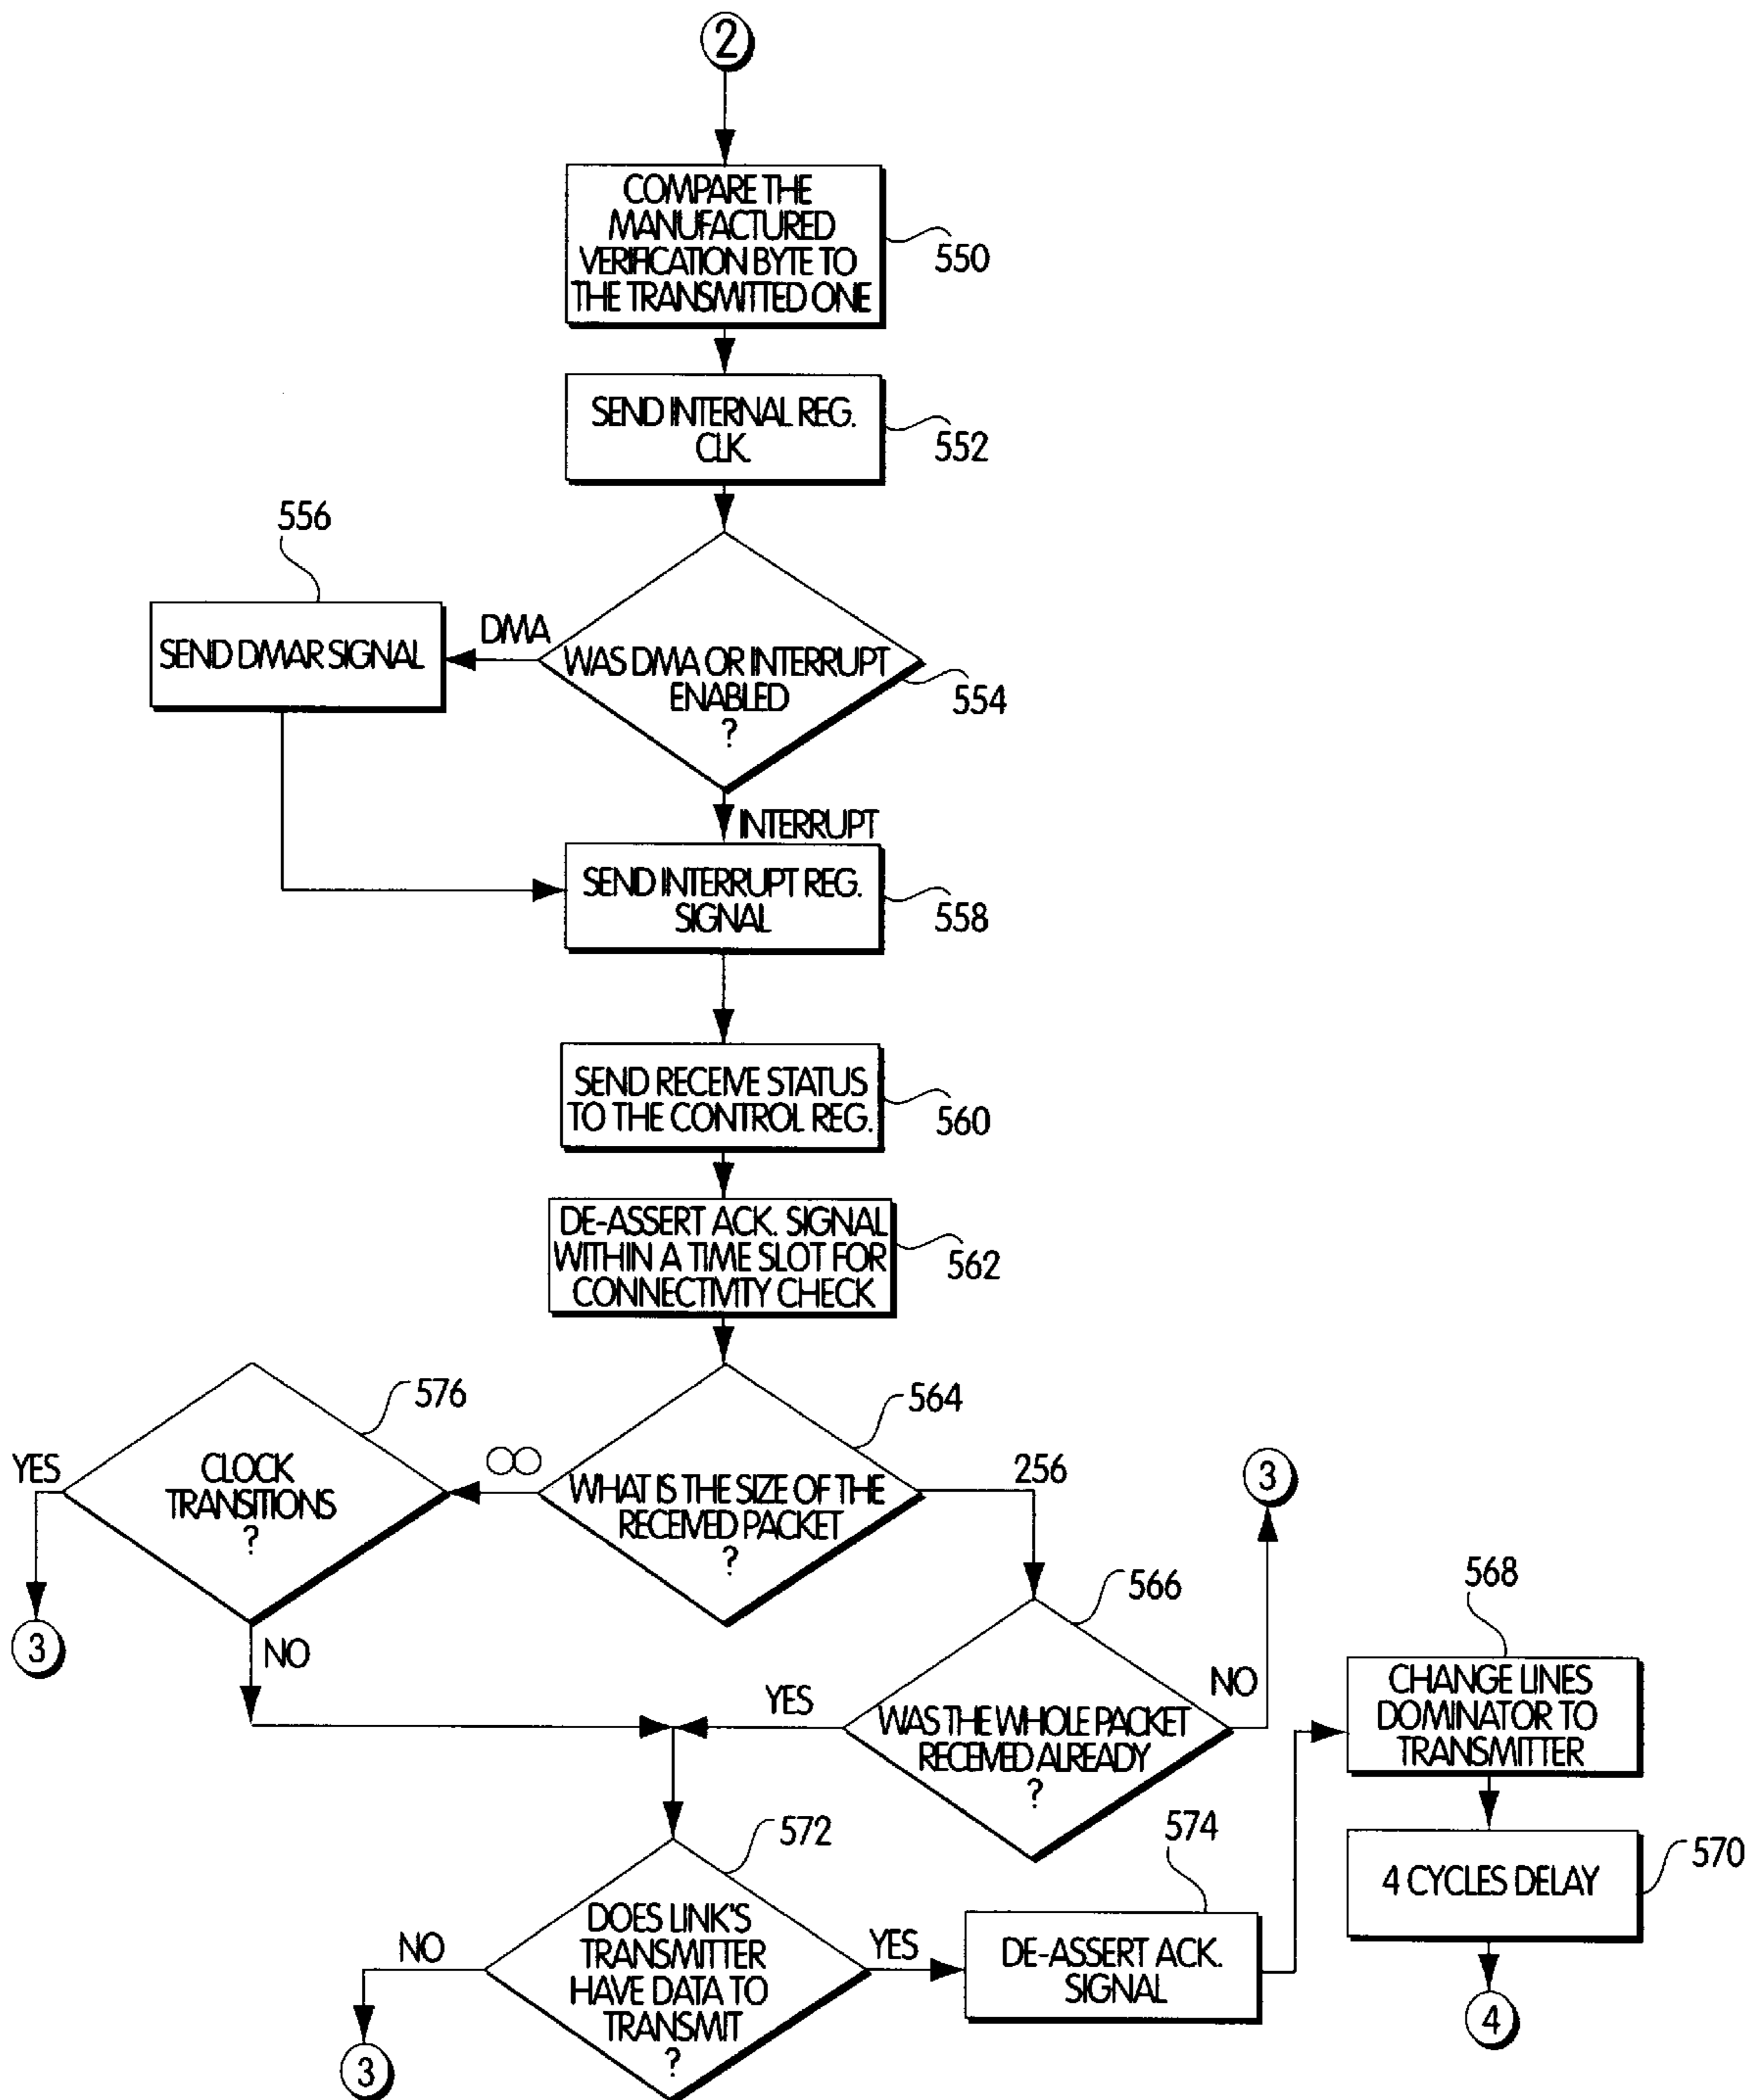 2
COMPARE THE
MANUFACTURED
VERIFICATION BYTE TO
THE TRANSMITTED ONE
550
SEND INTERNAL REG.
CLK.
552
556
SEND DMAR SIGNAL
DMA
WAS DMA OR INTERRUPT
ENABLED
?
554
INTERRUPT
SEND INTERRUPT REG.
SIGNAL
558
SEND RECEIVE STATUS
TO THE CONTROL REG.
560
DE-ASSERT ACK. SIGNAL
WITHIN A TIME SLOT FOR
CONNECTIVITY CHECK
562
576
564
YES
CLOCK
TRANSITIONS
?
∞
WHAT IS THE SIZE OF THE
RECEIVED PACKET
?
256
3
3
NO
566
568
YES
WAS THE WHOLE PACKET
RECEIVED ALREADY
?
NO
CHANGE LINES
DOMINATOR TO
TRANSMITTER
572
574
4 CYCLES DELAY
570
NO
DOES LINK'S
TRANSMITTER
HAVE DATA TO
TRANSMIT
?
YES
DE-ASSERT ACK.
SIGNAL
3
4